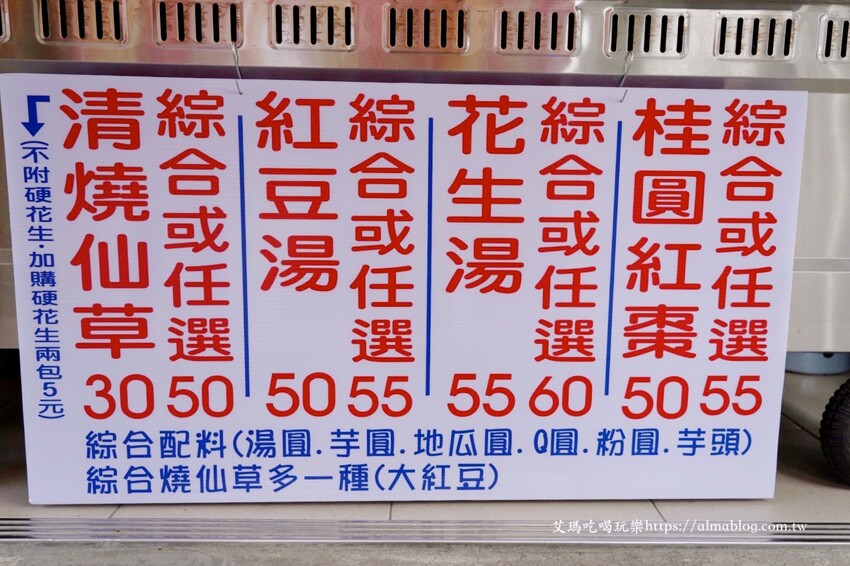 清燒仙草 30
綜合或任選 50
紅豆湯 50
綜合或任選 55
花生湯 55
綜合或任選 60
桂圓紅棗 50
綜合或任選 55
(不附硬花生·加購硬花生兩包5元)
綜合配料(湯圓.芋圓.地瓜圓.Q圓.粉圓.芋頭)
綜合燒仙草多一種(大紅豆)
艾瑪吃喝玩樂https://almablog.com.tw